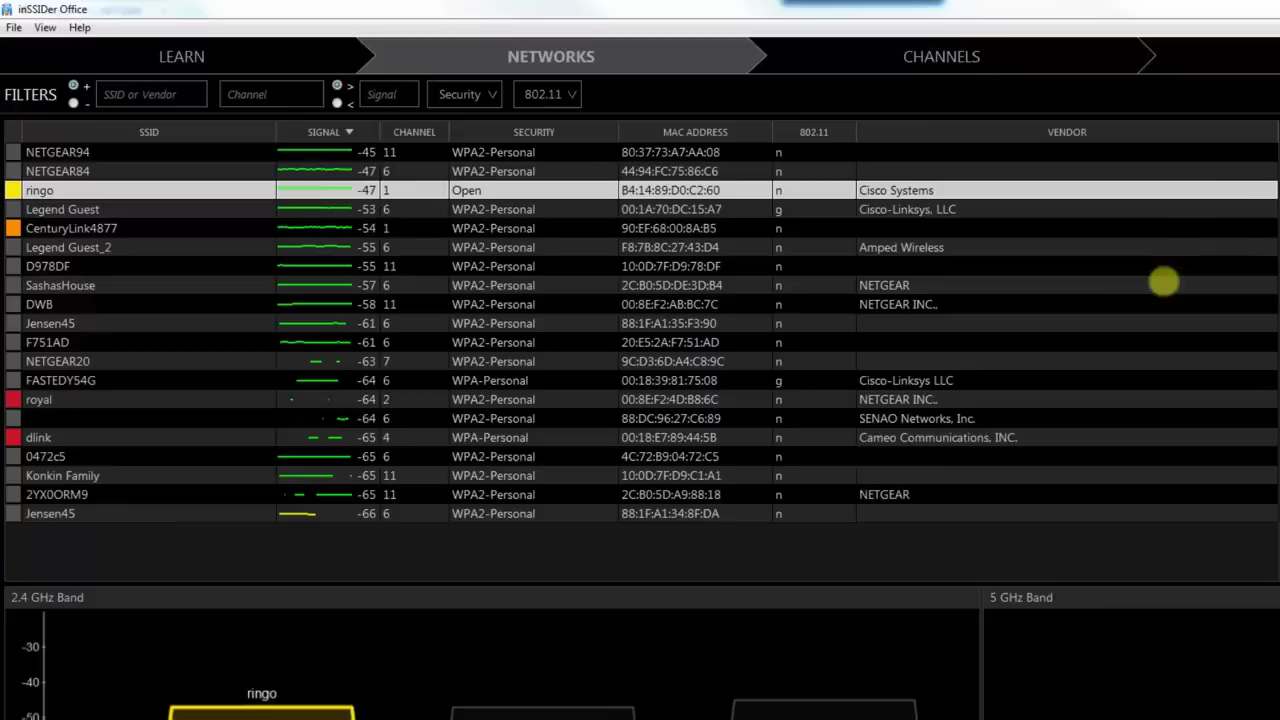 inSSIDer Office
File View Help
LEARN NETWORKS CHANNELS
FILTERS + - SSID or Vendor Channel > < Signal Security 802.11
SSID SIGNAL CHANNEL SECURITY MAC ADDRESS 802.11 VENDOR
NETGEAR94 -45 11 WPA2-Personal 80:37:73:A7:AA:08 n
NETGEAR84 -47 6 WPA2-Personal 44:94:FC:75:86:C6 n
ringo -47 1 Open B4:14:89:D0:C2:60 n Cisco Systems
Legend Guest -53 6 WPA2-Personal 00:1A:70:DC:15:A7 g Cisco-Linksys, LLC
CenturyLink4877 -54 1 WPA2-Personal 90:EF:68:00:8A:B5 n
Legend Guest_2 -55 6 WPA2-Personal F8:7B:8C:27:43:D4 n Amped Wireless
D978DF -55 11 WPA2-Personal 10:0D:7F:D9:78:DF n
SashasHouse -57 6 WPA2-Personal 2C:B0:5D:DE:3D:B4 n NETGEAR
DWB -58 11 WPA2-Personal 00:8E:F2:AB:BC:7C n NETGEAR INC.,
Jensen45 -61 6 WPA2-Personal 88:1F:A1:35:F3:90 n
F751AD -61 6 WPA2-Personal 20:E5:2A:F7:51:AD n
NETGEAR20 -63 7 WPA2-Personal 9C:D3:6D:A4:C8:9C n
FASTEDY54G -64 6 WPA-Personal 00:18:39:81:75:08 g Cisco-Linksys LLC
royal -64 2 WPA2-Personal 00:8E:F2:4D:B8:6C n NETGEAR INC.,
-64 6 WPA2-Personal 88:DC:96:27:C6:89 n SENAO Networks, Inc.
dlink -65 4 WPA-Personal 00:18:E7:89:44:5B n Cameo Communications, INC.
0472c5 -65 6 WPA2-Personal 4C:72:B9:04:72:C5 n
Konkin Family -65 11 WPA2-Personal 10:0D:7F:D9:C1:A1 n
2YX0ORM9 -65 11 WPA2-Personal 2C:B0:5D:A9:88:18 n NETGEAR
Jensen45 -66 6 WPA2-Personal 88:1F:A1:34:8F:DA n
2.4 GHz Band 5 GHz Band
-30
-40
ringo
-50